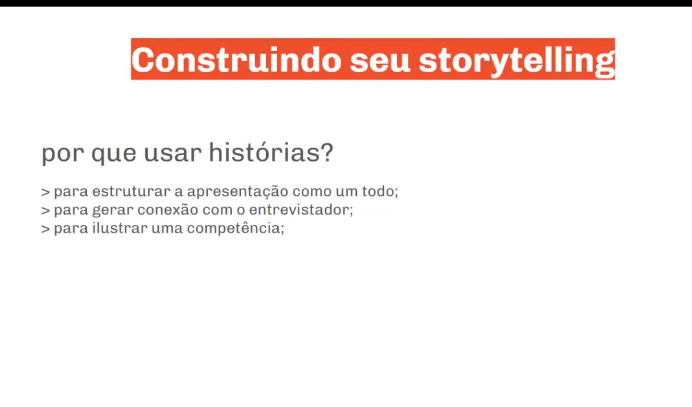 Construindo seu storytelling
por que usar histórias?
> para estruturar a apresentação como um todo;
> para gerar conexão com o entrevistador;
> para ilustrar uma competência;